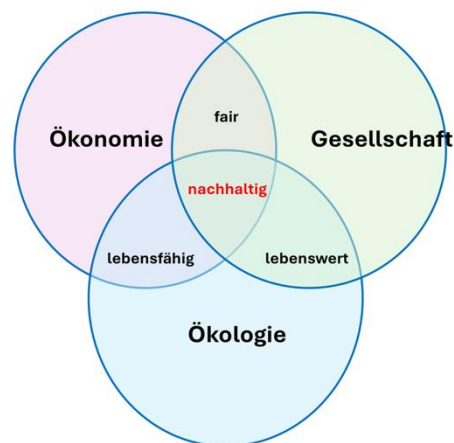 fair
Ökonomie
Gesellschaft
nachhaltig
lebensfähig
lebenswert
Ökologie